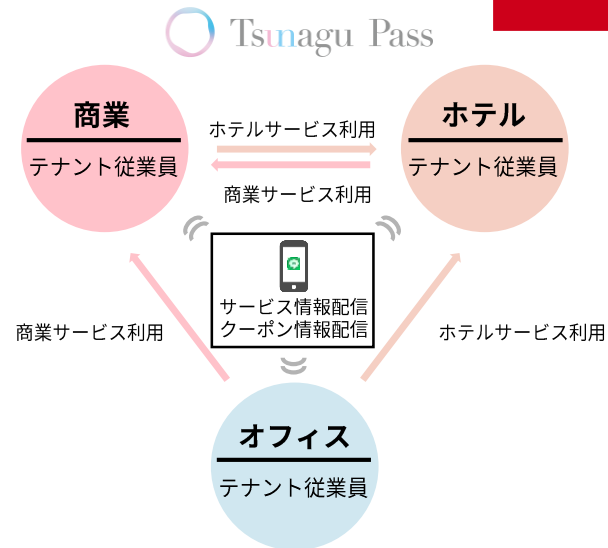 Tsunagu Pass
商業
テナント従業員
ホテルサービス利用
商業サービス利用
ホテル
テナント従業員
サービス情報配信
クーポン情報配信
商業サービス利用
ホテルサービス利用
オフィス
テナント従業員